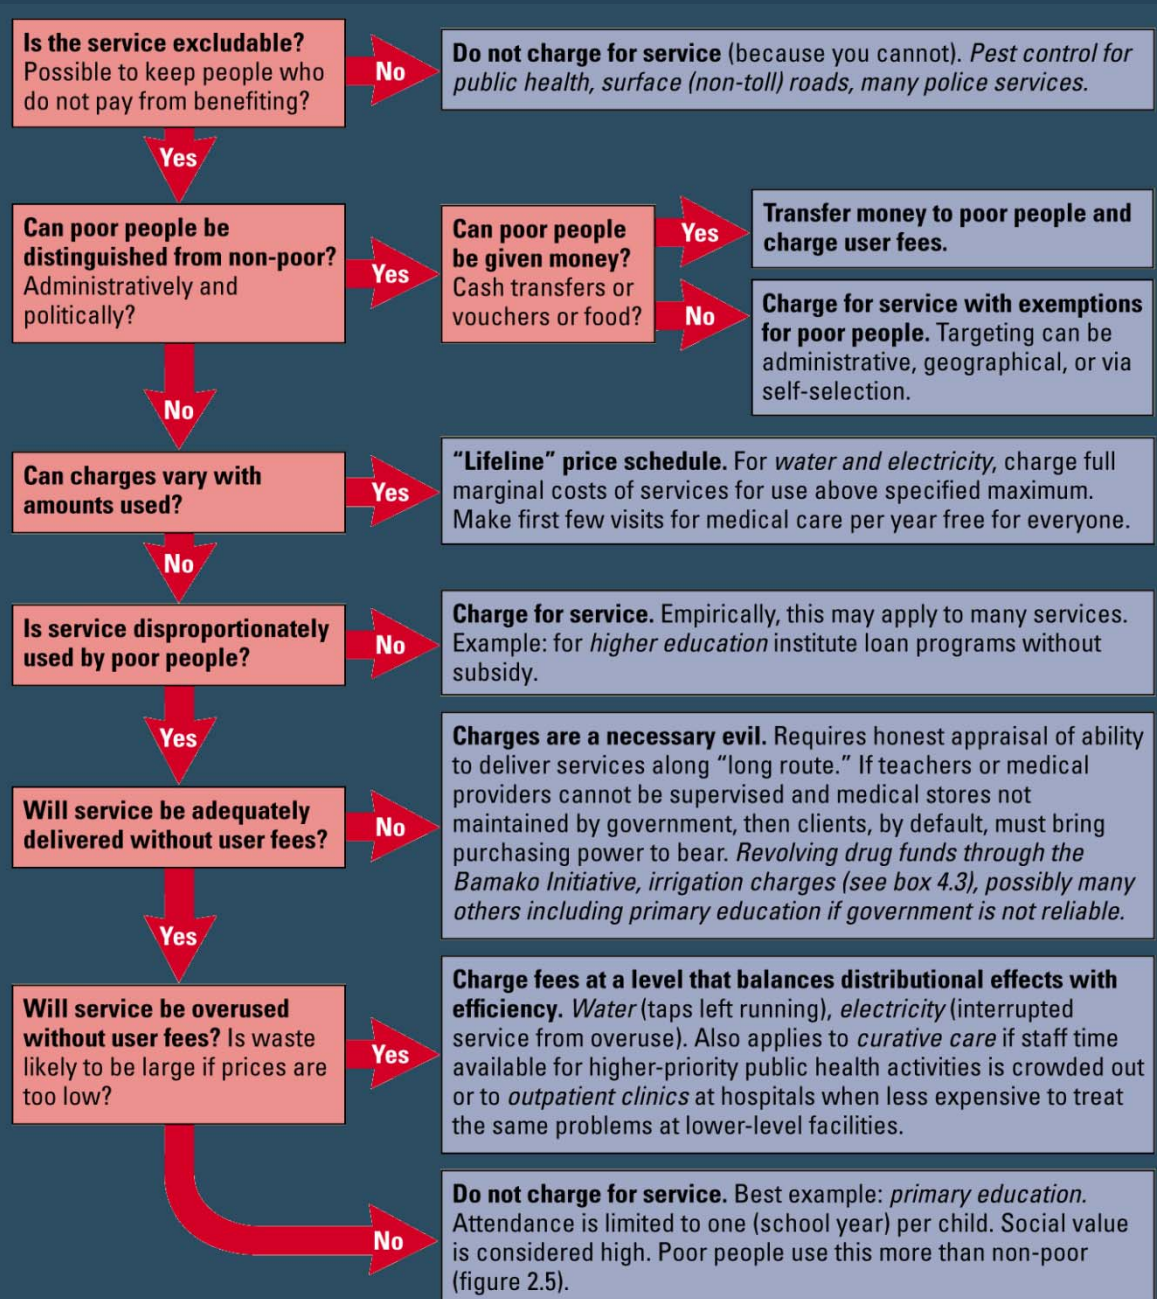 Is the service excludable?
Possible to keep people who
do not pay from benefiting?
No
Do not charge for service (because you cannot). Pest control for
public health, surface (non-toll) roads, many police services.
Yes
Can poor people be
distinguished from non-poor?
Administratively and
politically?
Yes
Can poor people
be given money?
Cash transfers or
vouchers or food?
Yes
Transfer money to poor people and
charge user fees.
No
Charge for service with exemptions
for poor people. Targeting can be
administrative, geographical, or via
self-selection.
No
Can charges vary with
amounts used?
Yes
“Lifeline” price schedule. For water and electricity, charge full
marginal costs of services for use above specified maximum.
Make first few visits for medical care per year free for everyone.
No
Is service disproportionately
used by poor people?
No
Charge for service. Empirically, this may apply to many services.
Example: for higher education institute loan programs without
subsidy.
Yes
Will service be adequately
delivered without user fees?
No
Charges are a necessary evil. Requires honest appraisal of ability
to deliver services along “long route.” If teachers or medical
providers cannot be supervised and medical stores not
maintained by government, then clients, by default, must bring
purchasing power to bear. Revolving drug funds through the
Bamako Initiative, irrigation charges (see box 4.3), possibly many
others including primary education if government is not reliable.
Yes
Will service be overused
without user fees? Is waste
likely to be large if prices are
too low?
Yes
Charge fees at a level that balances distributional effects with
efficiency. Water (taps left running), electricity (interrupted
service from overuse). Also applies to curative care if staff time
available for higher-priority public health activities is crowded out
or to outpatient clinics at hospitals when less expensive to treat
the same problems at lower-level facilities.
No
Do not charge for service. Best example: primary education.
Attendance is limited to one (school year) per child. Social value
is considered high. Poor people use this more than non-poor
(figure 2.5).